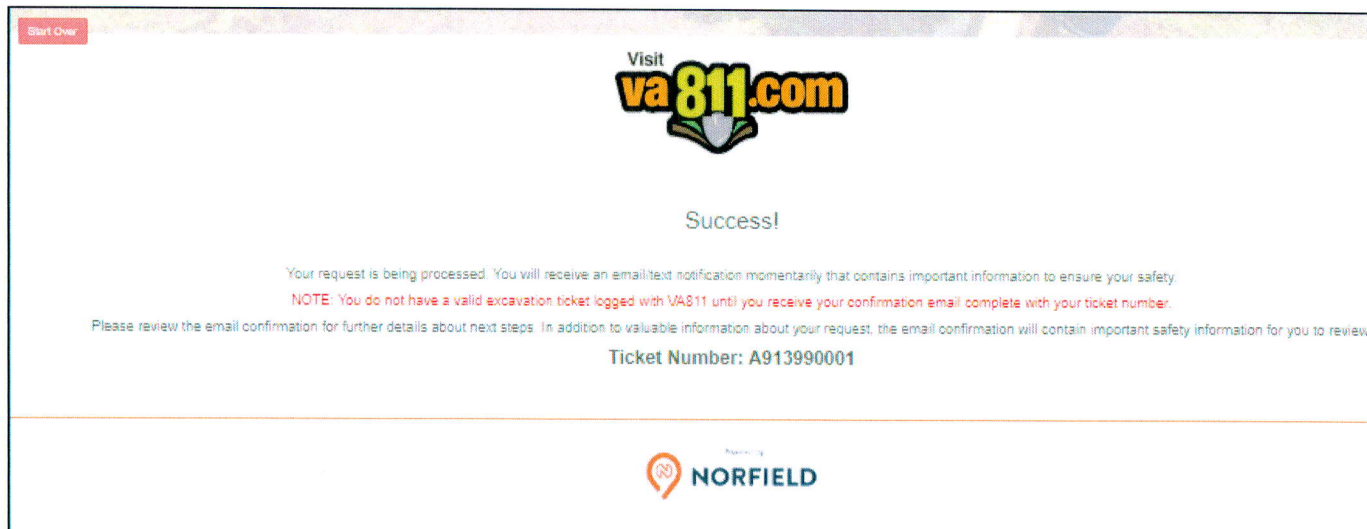 Start Over
Visit
va811.com
Success!
Your request is being processed. You will receive an email/text notification momentarily that contains important information to ensure your safety.
NOTE: You do not have a valid excavation ticket logged with VA811 until you receive your confirmation email complete with your ticket number.
Please review the email confirmation for further details about next steps. In addition to valuable information about your request, the email confirmation will contain important safety information for you to review
Ticket Number: A913990001
Powered by
NORFIELD